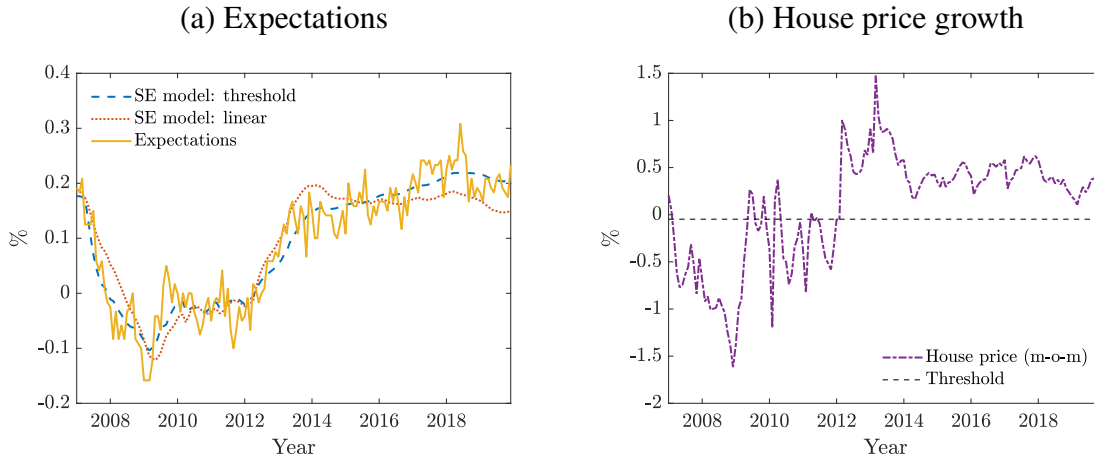 (a) Expectations
0.4
0.3
0.2
0.1
0
-0.1
-0.2
%
SE model: threshold
SE model: linear
Expectations
2008 2010 2012 2014 2016 2018
Year
(b) House price growth
1
0.5
0
-0.5
-1
-1.5
-2
%
House price (m-o-m)
Threshold
2008 2010 2012 2014 2016 2018
Year